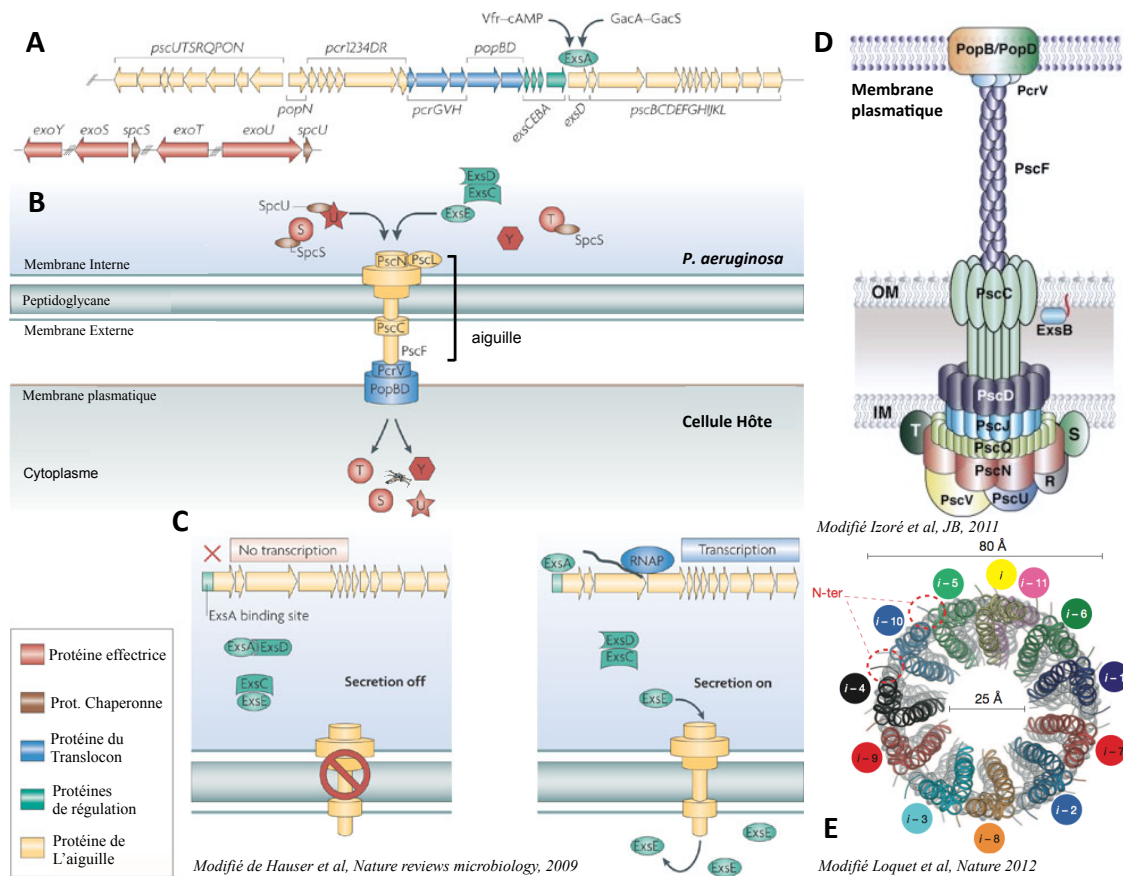 A
Vfr–cAMP
GacA–GacS
ExsA
pscUTSRQPON
pcr1234DR
popBD
popN
pcrGVH
exsCEBA
exsD
pscBCDEFGHIJKL
exoY
exoS
spcS
exoT
exoU
spcU
B
ExsD
ExsC
ExsE
SpcU
U
S
SpcS
T
SpcS
Y
PscN
PscL
Membrane Interne
P. aeruginosa
Peptidoglycane
Membrane Externe
PscC
aiguille
PscF
PcrV
PopBD
Membrane plasmatique
Cellule Hôte
Cytoplasme
T
Y
S
U
C
No transcription
ExsA binding site
ExsA
ExsD
ExsC
ExsE
Secretion off
ExsA
RNAP
Transcription
ExsD
ExsC
ExsE
Secretion on
ExsE
ExsE
ExsE
Modifié de Hauser et al, Nature reviews microbiology, 2009
Protéine effectrice
Prot. Chaperonne
Protéine du
Translocon
Protéines
de régulation
Protéine de
L'aiguille
D
PopB/PopD
Membrane
plasmatique
PcrV
PscF
OM
PscC
ExsB
PscD
IM
T
PscJ
S
PscQ
PscN
R
PscV
PscU
Modifié Izoré et al, JB, 2011
80 Å
N-ter
i – 5
i
i – 11
i – 10
i – 6
i – 4
i – 1
25 Å
i – 9
i – 7
i – 3
i – 2
i – 8
E
Modifié Loquet et al, Nature 2012